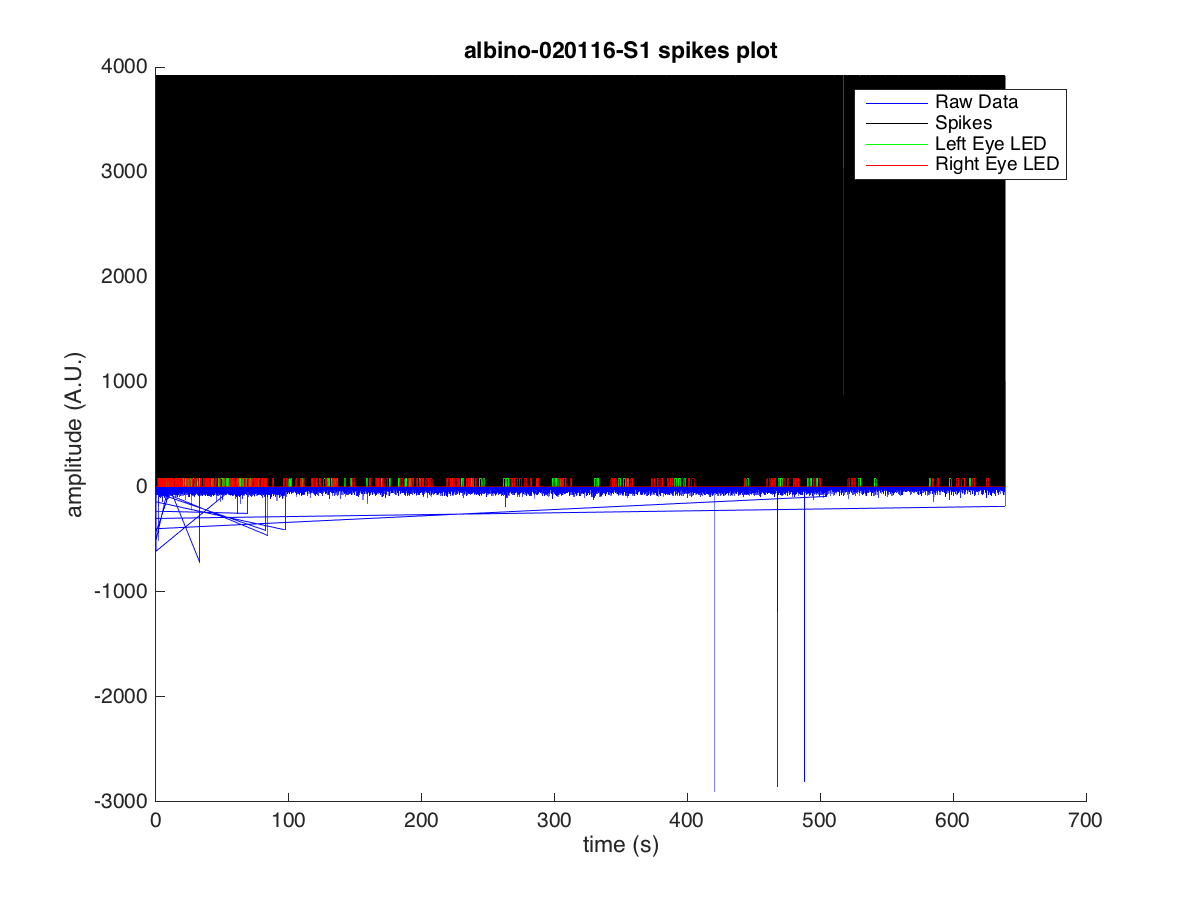 albino-020116-S1 spikes plot
4000
3000
2000
1000
0
-1000
-2000
-3000
amplitude (A.U.)
Raw Data
Spikes
Left Eye LED
Right Eye LED
0 100 200 300 400 500 600 700
time (s)